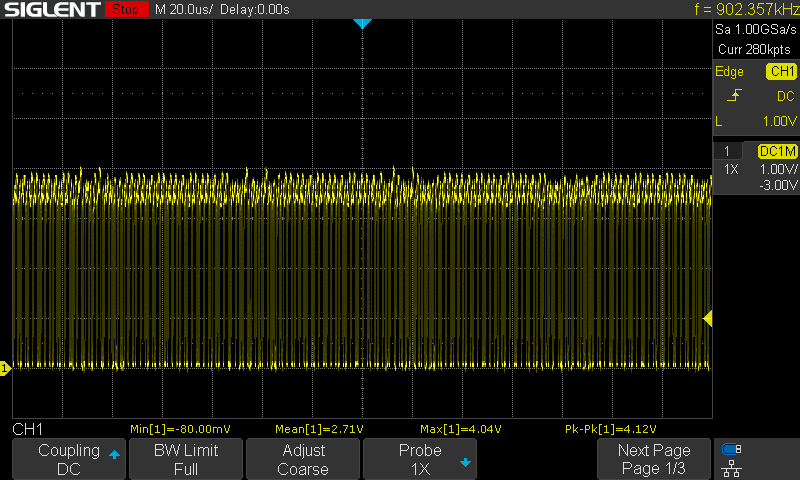 SIGLENT Stop M 20.0us/ Delay:0.00s f = 902.357kHz
Sa 1.00GSa/s
Curr 280kpts
Edge CH1
DC
L 1.00V
1 DC1M
1X 1.00V/
-3.00V
1
CH1 Min[1]=-80.00mV Mean[1]=2.71V Max[1]=4.04V Pk-Pk[1]=4.12V
Coupling BW Limit Adjust Probe Next Page
DC Full Coarse 1X Page 1/3